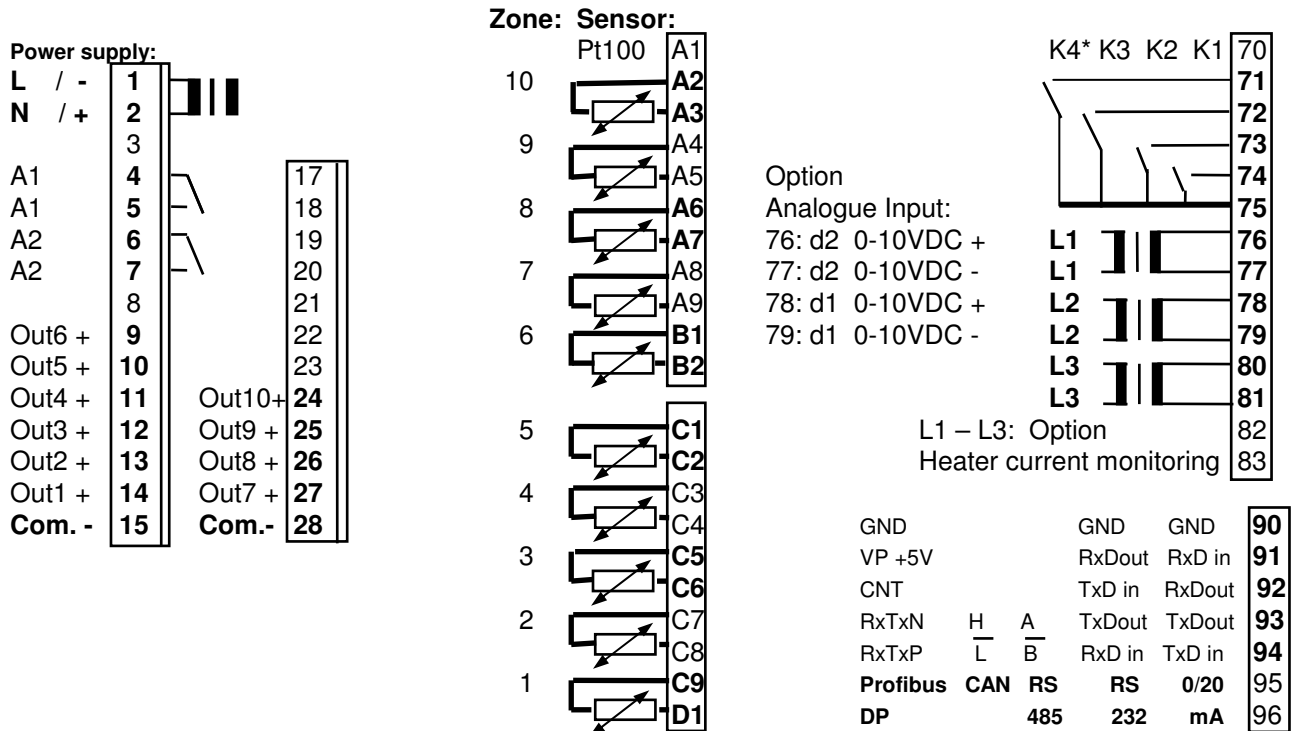 Zone: Sensor:
Power supply:
L / - 1
N / + 2
3
A1 4
A1 5
A2 6
A2 7
8
Out6 + 9
Out5 + 10
Out4 + 11
Out3 + 12
Out2 + 13
Out1 + 14
Com. - 15
17
18
19
20
21
22
23
Out10+ 24
Out9 + 25
Out8 + 26
Out7 + 27
Com.- 28
Pt100 A1
10 A2
A3
9 A4
A5
8 A6
A7
7 A8
A9
6 B1
B2
5 C1
C2
4 C3
C4
3 C5
C6
2 C7
C8
1 C9
D1
Option
Analogue Input:
76: d2 0-10VDC +
77: d2 0-10VDC -
78: d1 0-10VDC +
79: d1 0-10VDC -
K4* K3 K2 K1 70
71
72
73
74
75
L1 76
L1 77
L2 78
L2 79
L3 80
L3 81
L1 – L3: Option 82
Heater current monitoring 83
GND GND GND 90
VP +5V RxDout RxD in 91
CNT TxD in RxDout 92
RxTxN H A TxDout TxDout 93
RxTxP L B RxD in TxD in 94
Profibus CAN RS RS 0/20 95
DP 485 232 mA 96